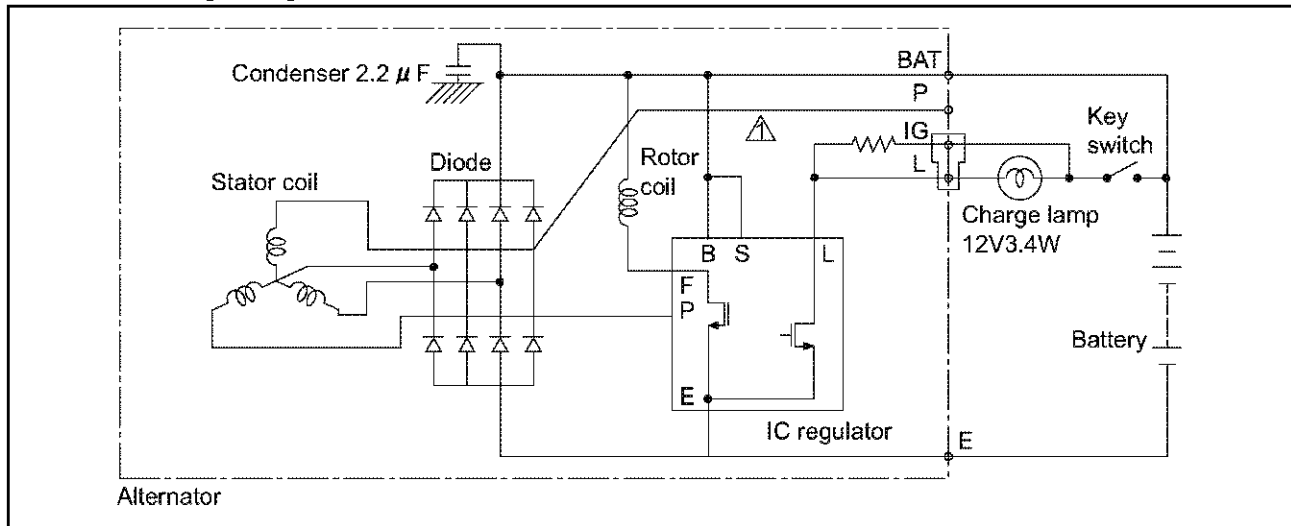 Condenser 2.2 μ F
BAT
P
Key
switch
IG
1
Diode
Rotor
coil
L
Stator coil
Charge lamp
12V3.4W
B S L
F
P
Battery
E
IC regulator
E
Alternator